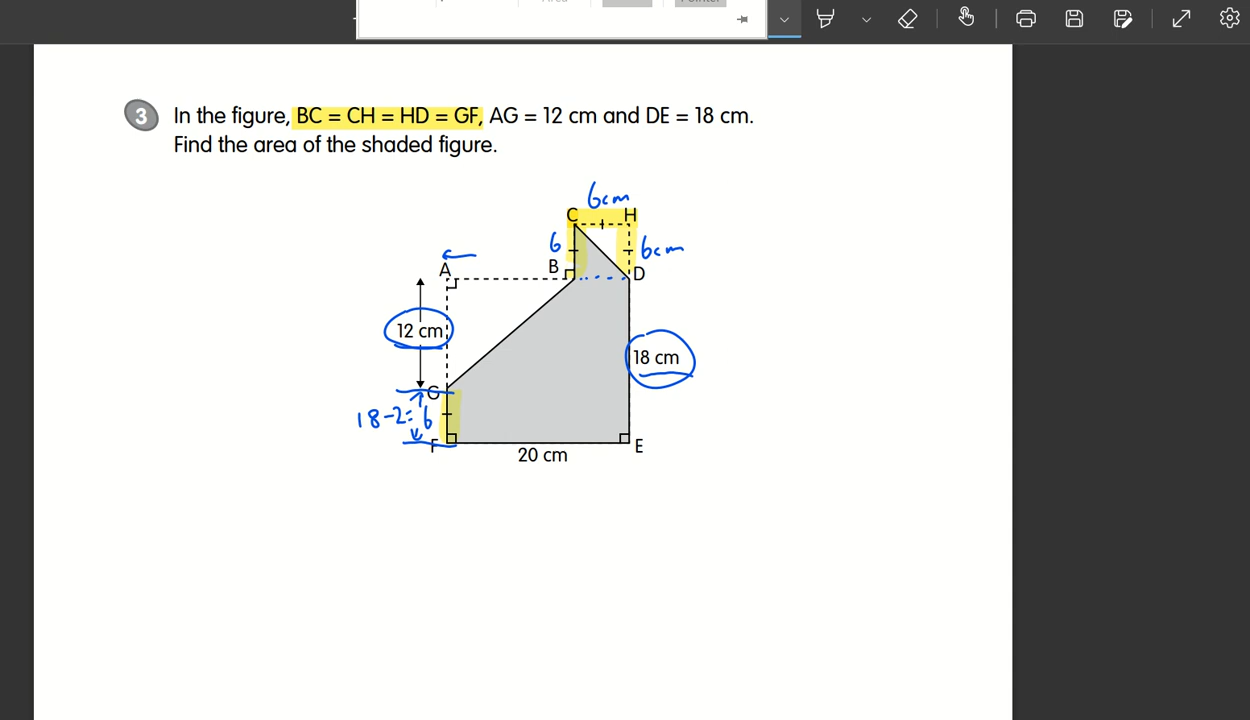 3 In the figure, BC = CH = HD = GF, AG = 12 cm and DE = 18 cm.
Find the area of the shaded figure.
6cm
C H
6 6cm
A B D
12 cm
18 cm
G
18-2=6
F E
20 cm